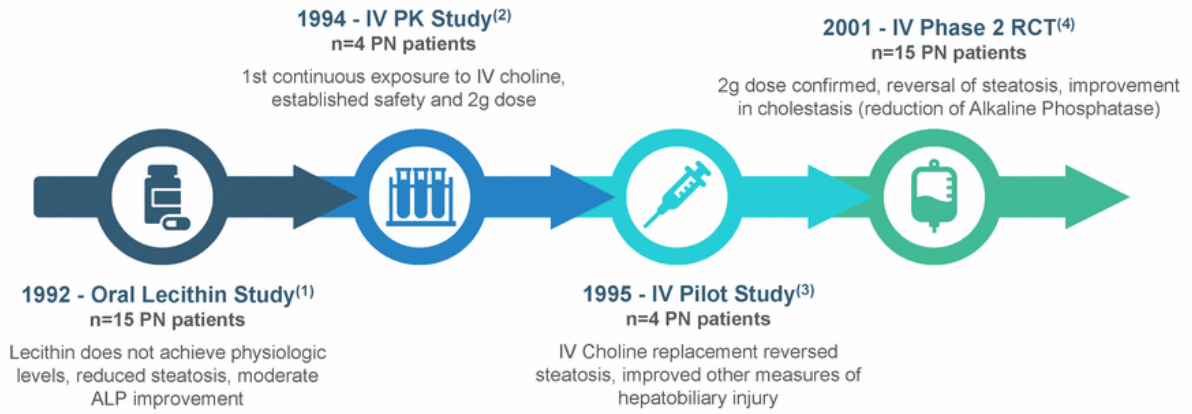 1992 - Oral Lecithin Study(1)
n=15 PN patients
Lecithin does not achieve physiologic
levels, reduced steatosis, moderate
ALP improvement
1994 - IV PK Study(2)
n=4 PN patients
1st continuous exposure to IV choline,
established safety and 2g dose
1995 - IV Pilot Study(3)
n=4 PN patients
IV Choline replacement reversed
steatosis, improved other measures of
hepatobiliary injury
2001 - IV Phase 2 RCT(4)
n=15 PN patients
2g dose confirmed, reversal of steatosis, improvement
in cholestasis (reduction of Alkaline Phosphatase)